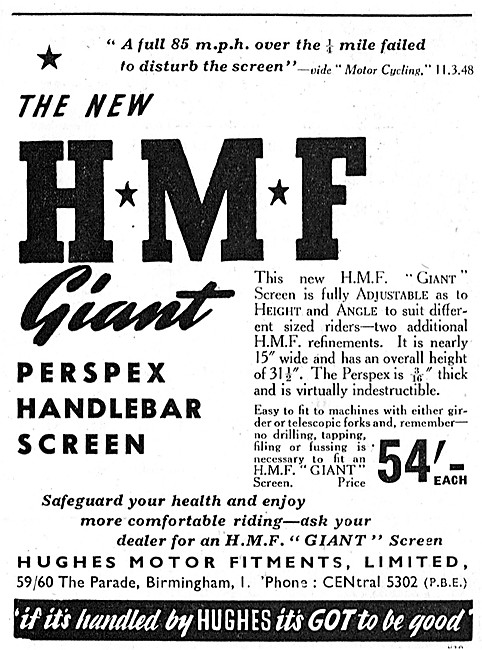 " A full 85 m.p.h. over the ¼ mile failed
to disturb the screen"—vide " Motor Cycling," 11.3.48
THE NEW
H★M★F
Giant
PERSPEX
HANDLEBAR
SCREEN
This new H.M.F. "GIANT"
Screen is fully ADJUSTABLE as to
HEIGHT and ANGLE to suit differ-
ent sized riders—two additional
H.M.F. refinements. It is nearly
15" wide and has an overall height
of 31½". The Perspex is 3/16" thick
and is virtually indestructible.
Easy to fit to machines with either gir-
der or telescopic forks and, remember—
no drilling, tapping,
filing or fussing is
necessary to fit an
H.M.F. "GIANT"
Screen. Price
54/- EACH
Safeguard your health and enjoy
more comfortable riding—ask your
dealer for an H.M.F. " GIANT " Screen
HUGHES MOTOR FITMENTS, LIMITED,
59/60 The Parade, Birmingham, 1. 'Phone : CENtral 5302 (P.B.E.)
'if it's handled by HUGHES it's GOT to be good'